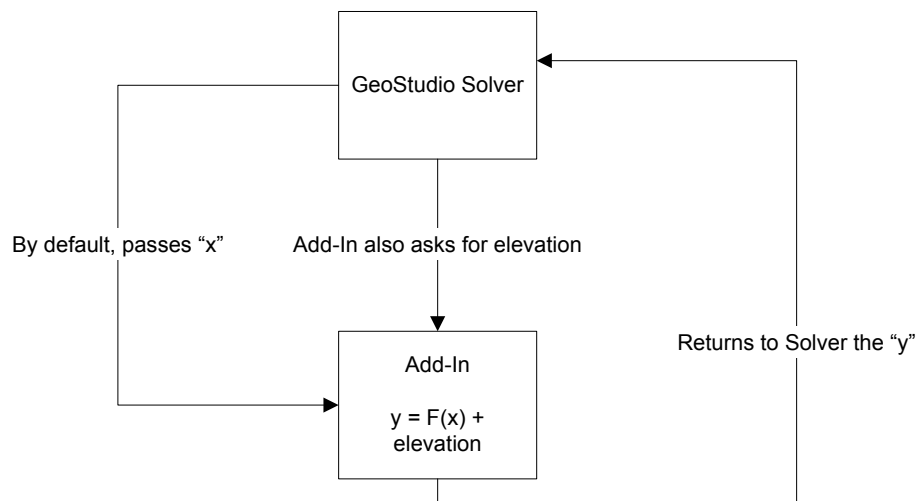 GeoStudio Solver
By default, passes “x”
Add-In also asks for elevation
Returns to Solver the “y”
Add-In
y = F(x) +
elevation